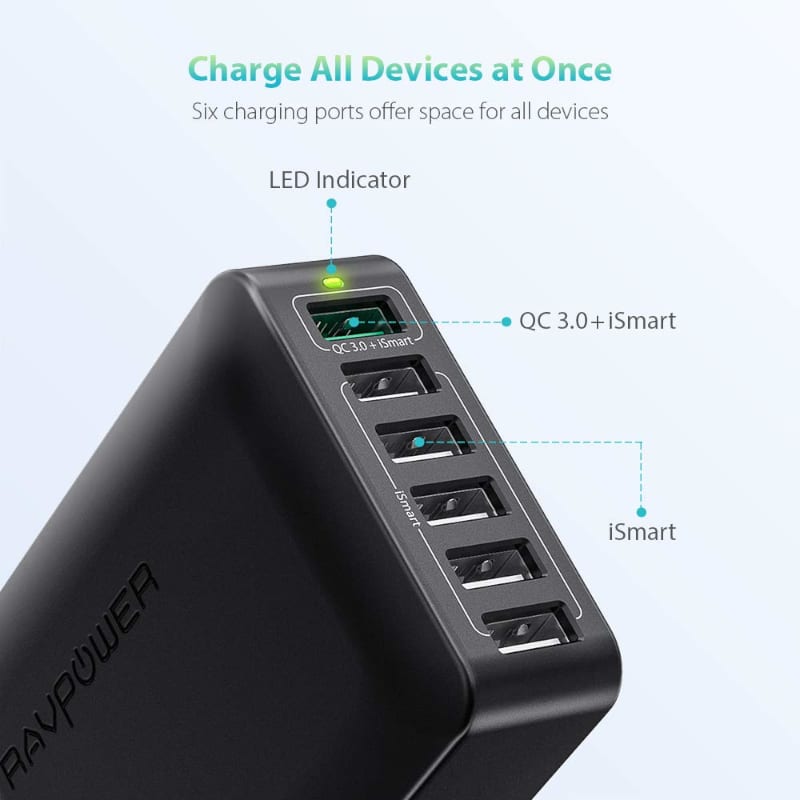 Charge All Devices at Once
Six charging ports offer space for all devices
LED Indicator
QC 3.0+iSmart
QC 3.0 + iSmart
iSmart
iSmart
RAVPOWER